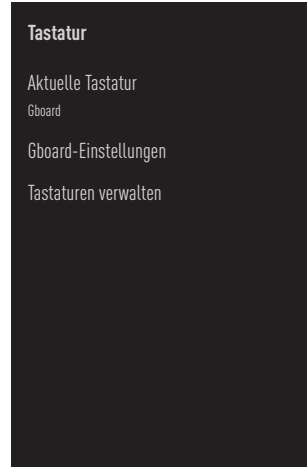 Tastatur
Aktuelle Tastatur
Gboard
Gboard-Einstellungen
Tastaturen verwalten